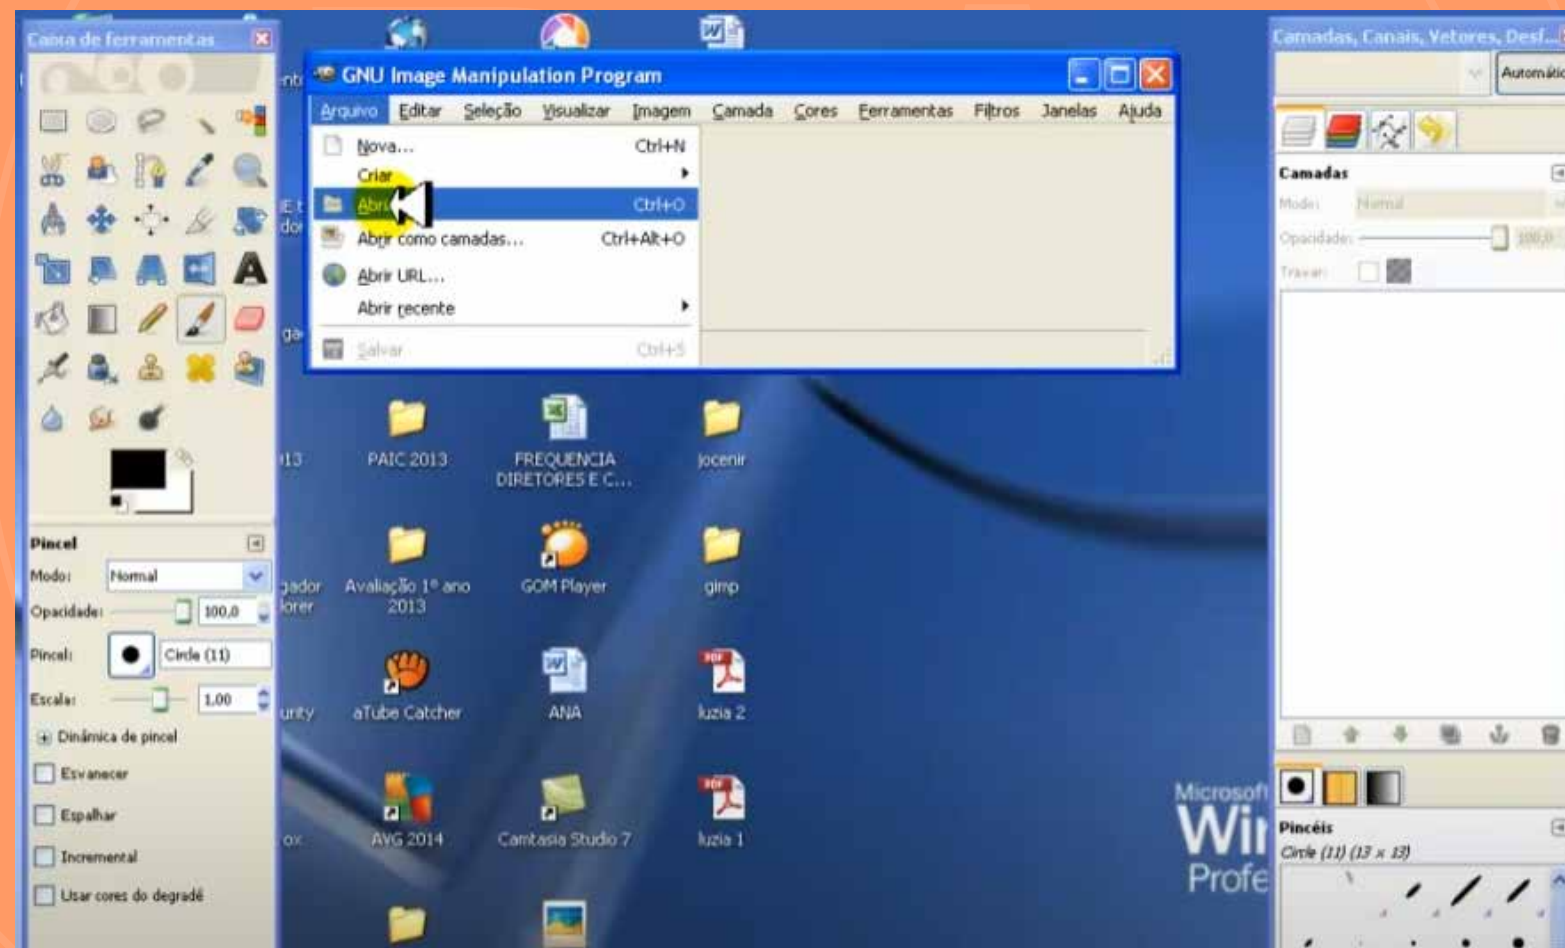 Caixa de ferramentas
GNU Image Manipulation Program
Arquivo Editar Seleção Visualizar Imagem Camada Cores Ferramentas Filtros Janelas Ajuda
Nova... Ctrl+N
Criar
Abri Ctrl+O
Abrir como camadas... Ctrl+Alt+O
Abrir URL...
Abrir recente
Salvar Ctrl+S
Camadas, Canais, Vetores, Desf...
Automátic
Camadas
Modo: Normal
Opacidade: 100,0
Travar:
Pincel
Modo: Normal
Opacidade: 100,0
Pincel: Circle (11)
Escala: 1,00
Dinâmica de pincel
Esvanecer
Espalhar
Incremental
Usar cores do degradê
PAIC 2013
FREQUENCIA
DIRETORES E C...
jocenir
Avaliação 1º ano
2013
GOM Player
gimp
aTube Catcher
ANA
luzia 2
AVG 2014
Camtasia Studio 7
luzia 1
Microsoft
Wir
Profe
Pincéis
Circle (11) (13 x 13)